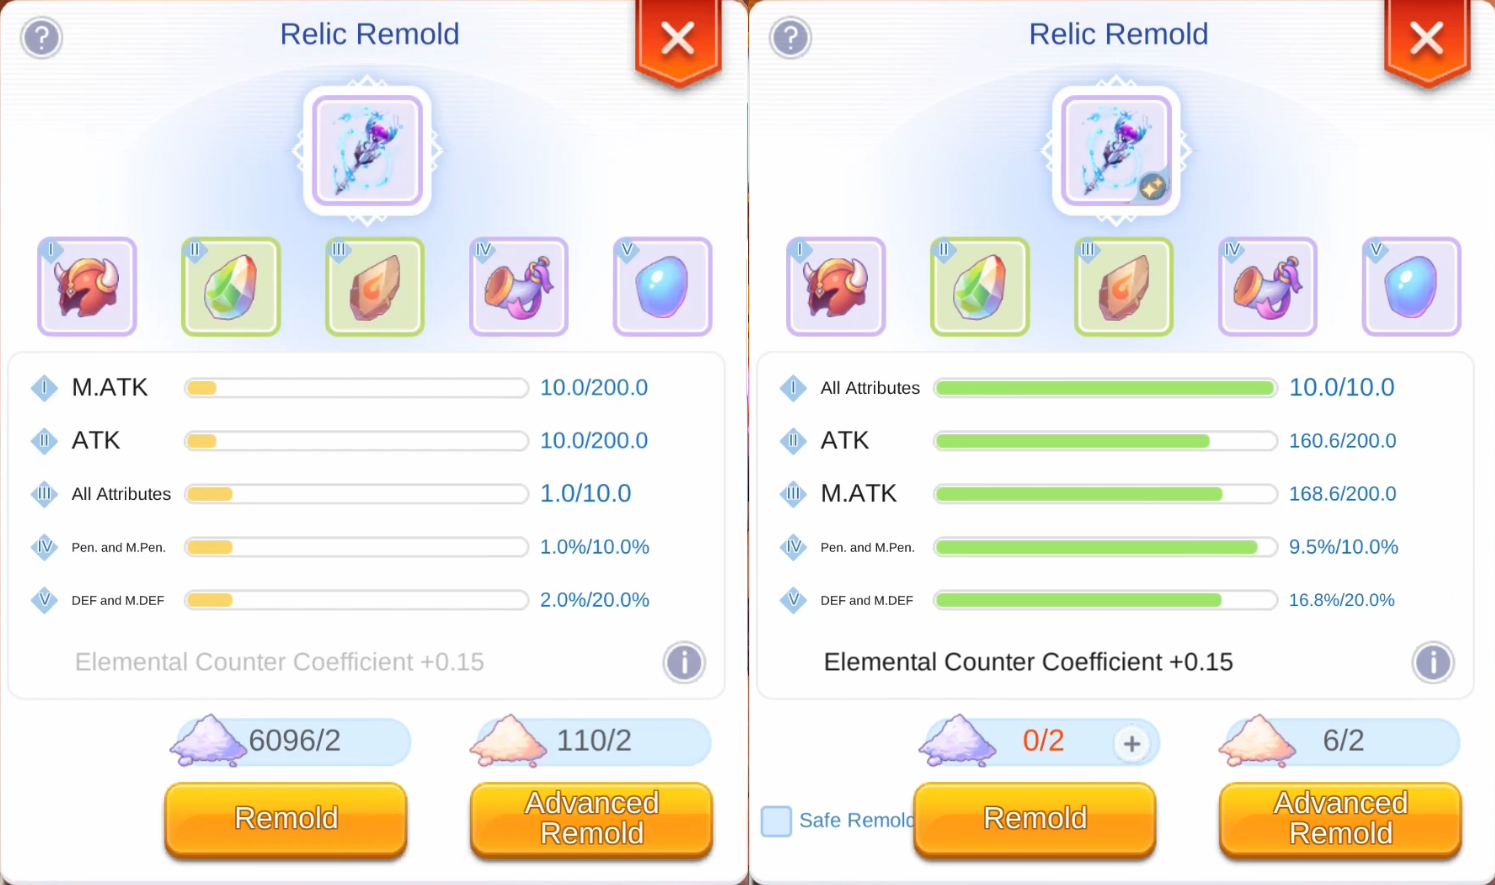 ?
Relic Remold
I
II
III
IV
V
I M.ATK 10.0/200.0
II ATK 10.0/200.0
III All Attributes 1.0/10.0
IV Pen. and M.Pen. 1.0%/10.0%
V DEF and M.DEF 2.0%/20.0%
Elemental Counter Coefficient +0.15
i
6096/2
110/2
Remold
Advanced
Remold
?
Relic Remold
I
II
III
IV
V
I All Attributes 10.0/10.0
II ATK 160.6/200.0
III M.ATK 168.6/200.0
IV Pen. and M.Pen. 9.5%/10.0%
V DEF and M.DEF 16.8%/20.0%
Elemental Counter Coefficient +0.15
i
0/2
+
6/2
Safe Remold
Remold
Advanced
Remold